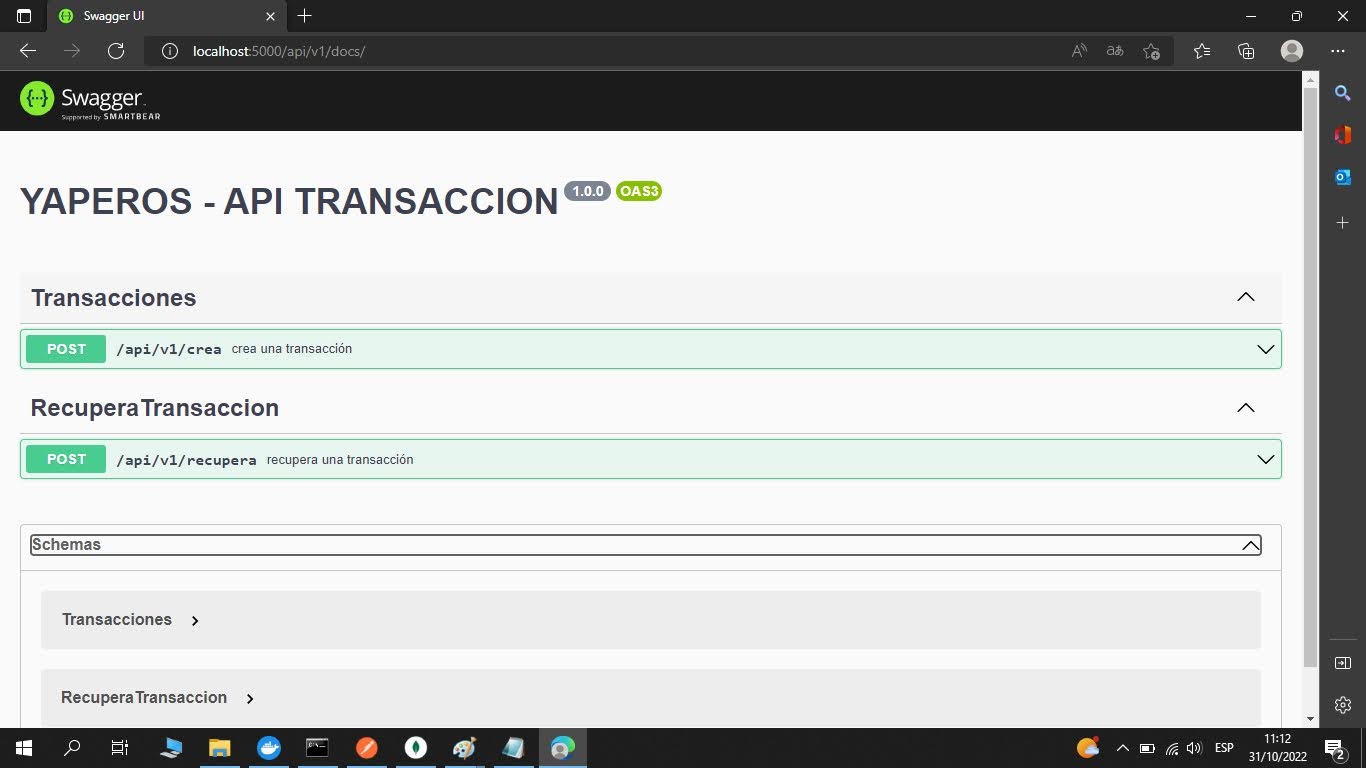 Swagger UI
localhost:5000/api/v1/docs/
Swagger.
Supported by SMARTBEAR
YAPEROS - API TRANSACCION 1.0.0 OAS3
Transacciones
POST /api/v1/crea crea una transacción
RecuperaTransaccion
POST /api/v1/recupera recupera una transacción
Schemas
Transacciones
RecuperaTransaccion
ESP
11:12
31/10/2022
2